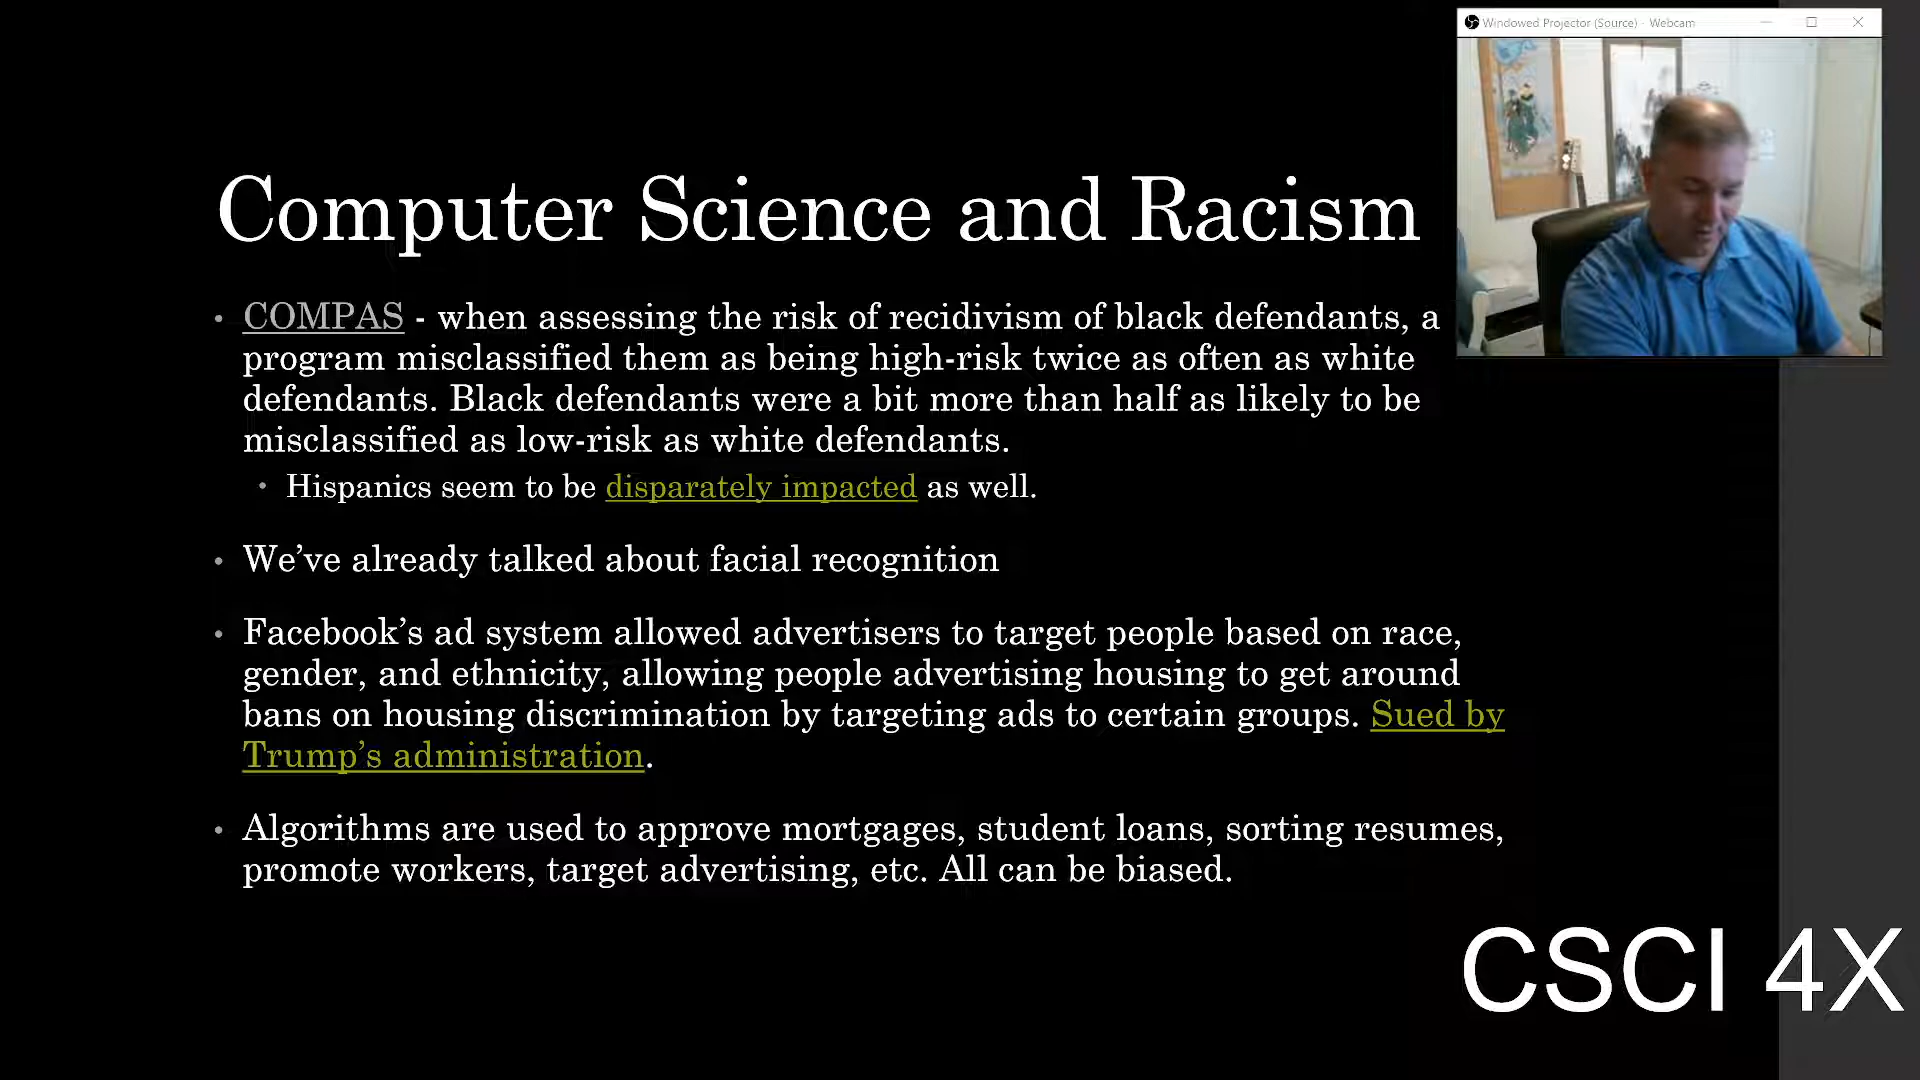 Windowed Projector (Source) - Webcam
Computer Science and Racism
• COMPAS - when assessing the risk of recidivism of black defendants, a
program misclassified them as being high-risk twice as often as white
defendants. Black defendants were a bit more than half as likely to be
misclassified as low-risk as white defendants.
• Hispanics seem to be disparately impacted as well.
• We’ve already talked about facial recognition
• Facebook’s ad system allowed advertisers to target people based on race,
gender, and ethnicity, allowing people advertising housing to get around
bans on housing discrimination by targeting ads to certain groups. Sued by
Trump’s administration.
• Algorithms are used to approve mortgages, student loans, sorting resumes,
promote workers, target advertising, etc. All can be biased.
CSCI 4X